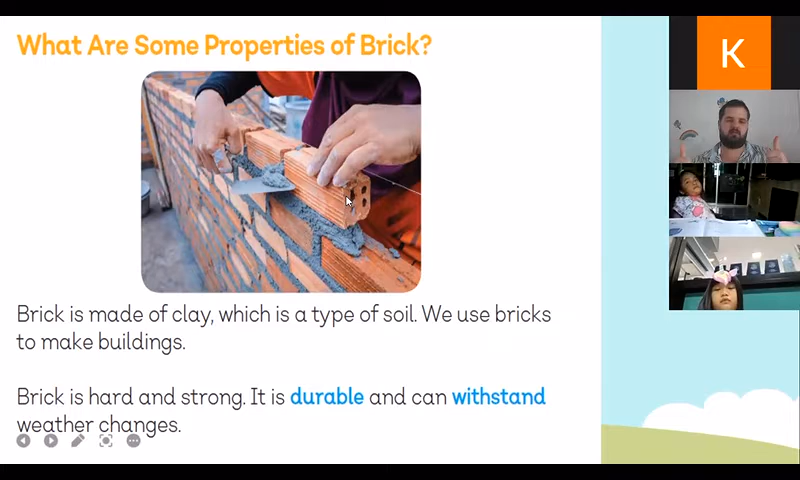 What Are Some Properties of Brick?
K
Brick is made of clay, which is a type of soil. We use bricks
to make buildings.
Brick is hard and strong. It is durable and can withstand
weather changes.